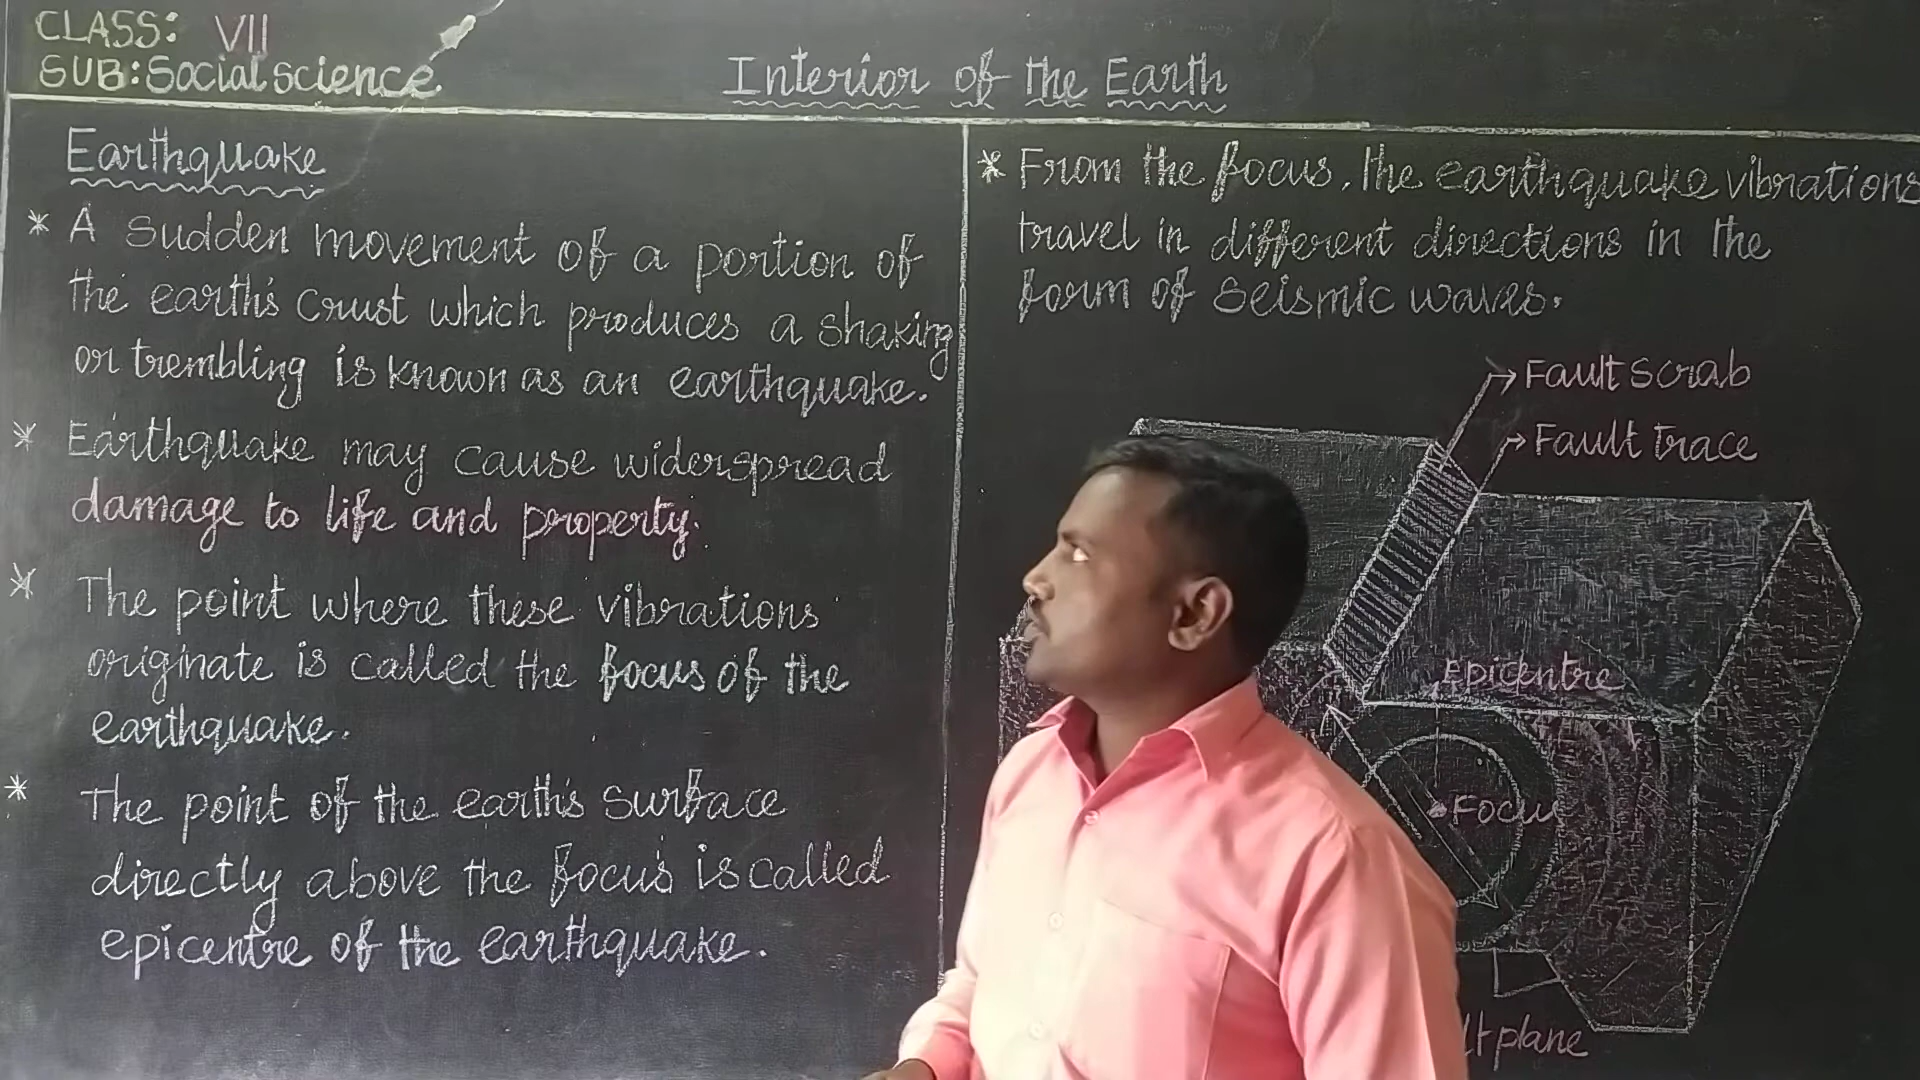 CLASS: VII
SUB: Social science
Interior of the Earth
Earthquake
* A sudden movement of a portion of
the earth's crust which produces a shaking
or trembling is known as an earthquake.
* Earthquake may cause widerspread
damage to life and property.
* The point where these vibrations
originate is called the focus of the
earthquake.
* The point of the earth's surface
directly above the focus is called
epicentre of the earthquake.
* From the focus, the earthquake vibrations
travel in different directions in the
form of seismic waves.
Fault scrab
Fault trace
Epicentre
Focus
plane